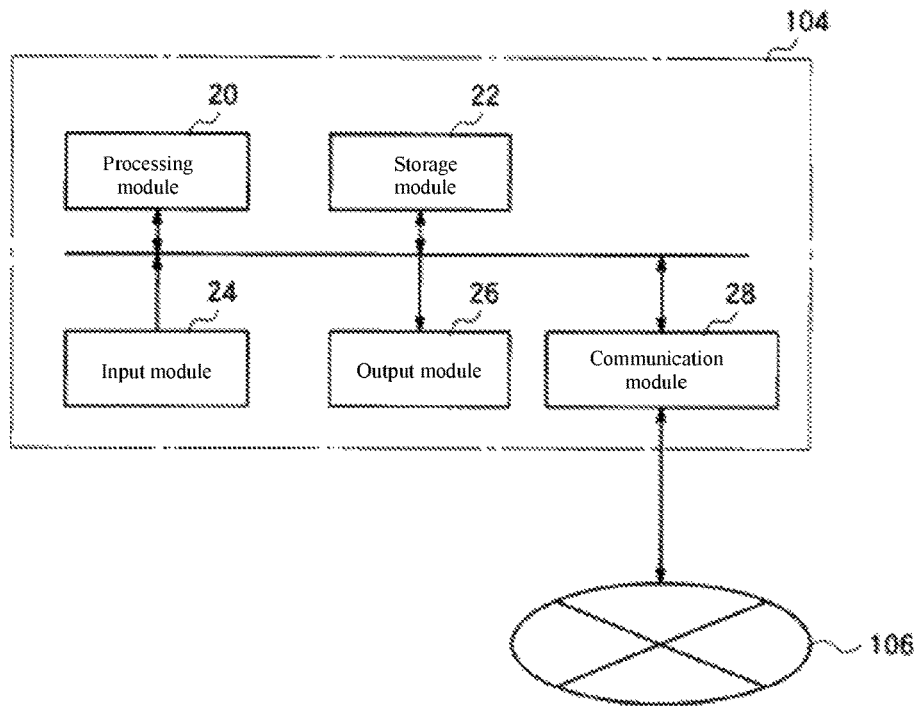 104
20
22
Processing
module
Storage
module
24
26
28
Input module
Output module
Communication
module
106